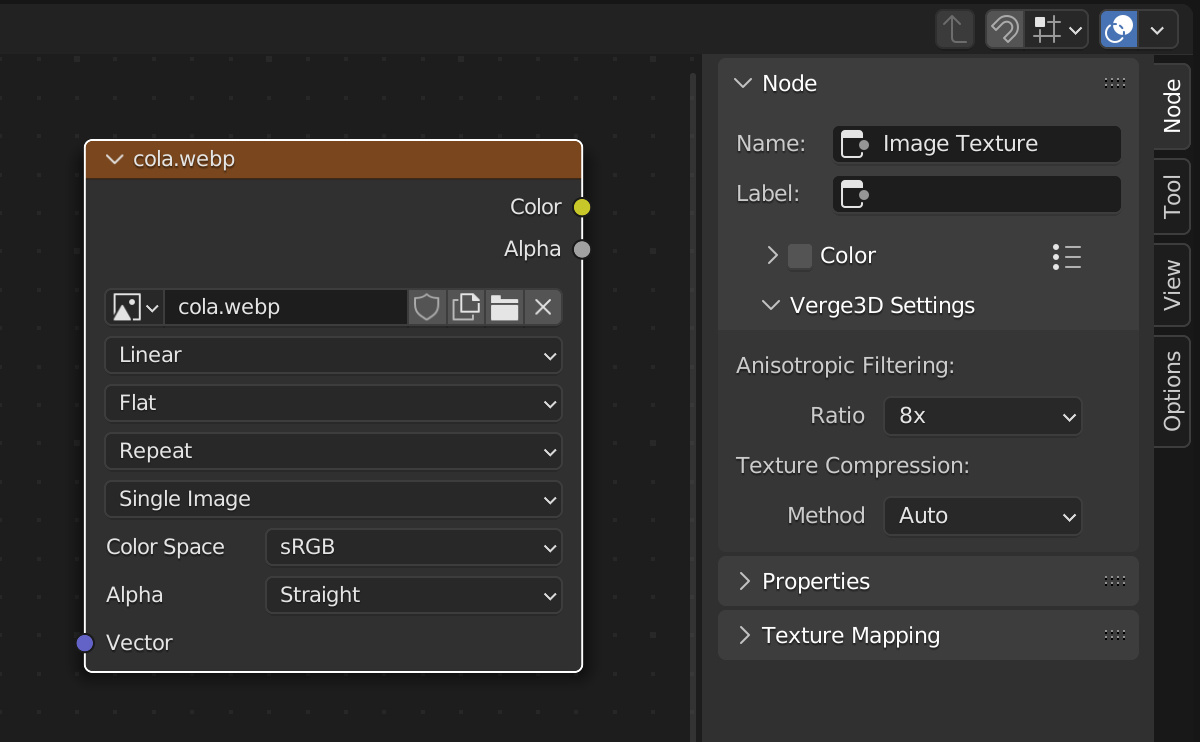 cola.webp
Color
Alpha
cola.webp
Linear
Flat
Repeat
Single Image
Color Space sRGB
Alpha Straight
Vector
Node
Name: Image Texture
Label:
Color
Verge3D Settings
Anisotropic Filtering:
Ratio 8x
Texture Compression:
Method Auto
Properties
Texture Mapping
Node
Tool
View
Options